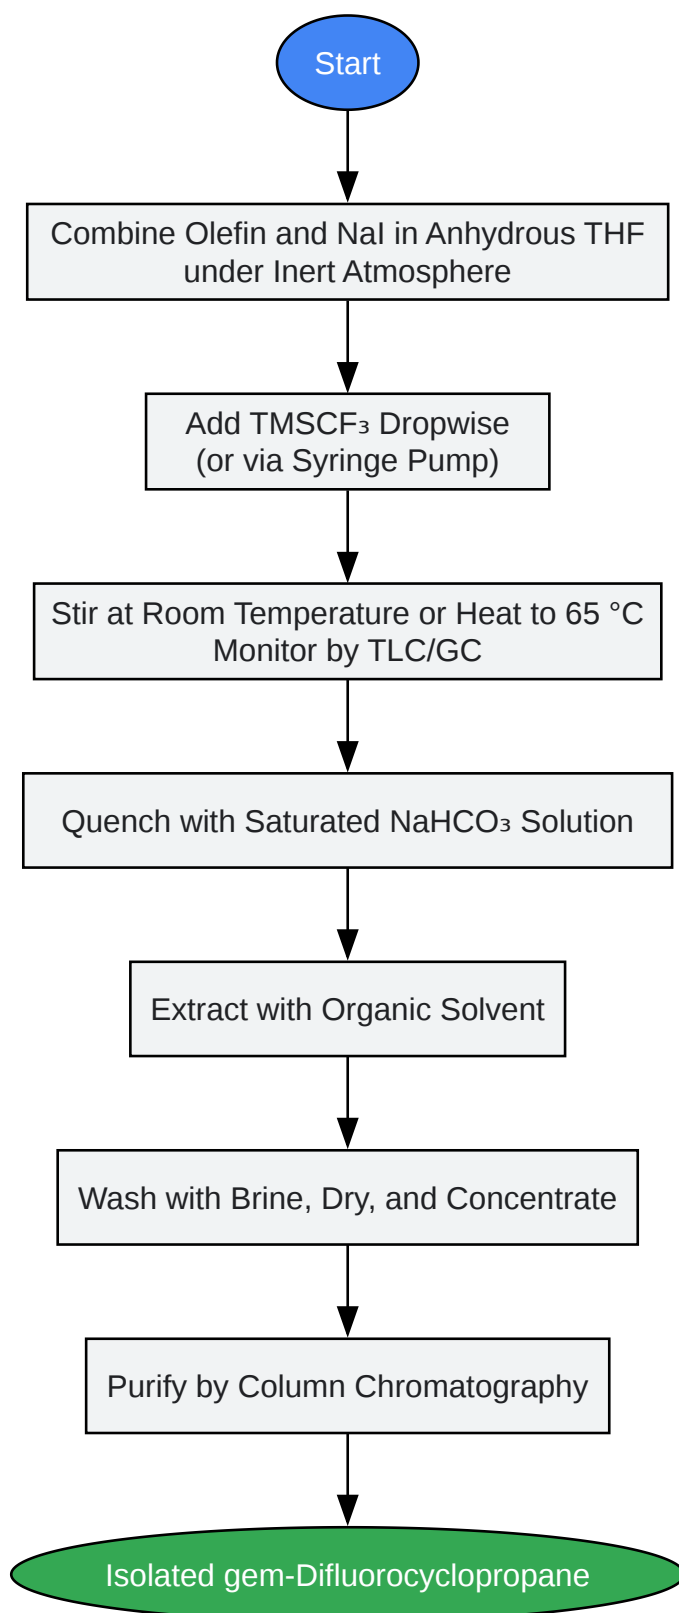 Start
Combine Olefin and NaI in Anhydrous THF
under Inert Atmosphere
Add TMSCF₃ Dropwise
(or via Syringe Pump)
Stir at Room Temperature or Heat to 65 °C
Monitor by TLC/GC
Quench with Saturated NaHCO₃ Solution
Extract with Organic Solvent
Wash with Brine, Dry, and Concentrate
Purify by Column Chromatography
Isolated gem-Difluorocyclopropane